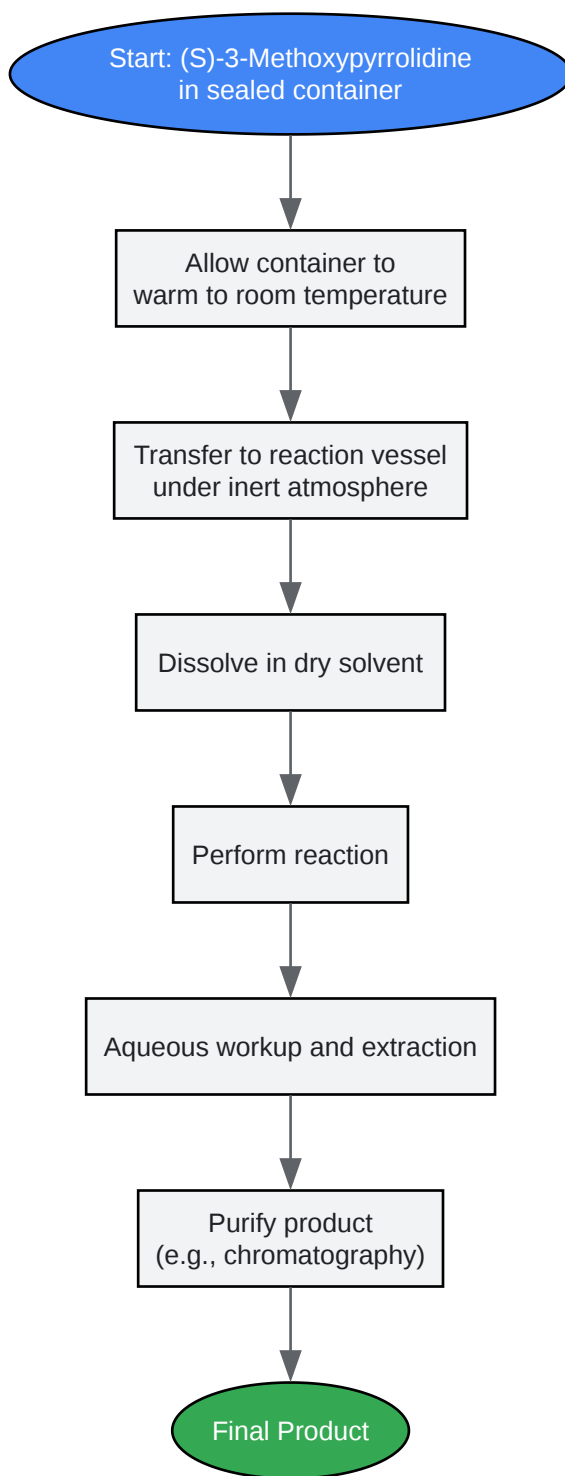 Start: (S)-3-Methoxypyrrolidine
in sealed container
Allow container to
warm to room temperature
Transfer to reaction vessel
under inert atmosphere
Dissolve in dry solvent
Perform reaction
Aqueous workup and extraction
Purify product
(e.g., chromatography)
Final Product